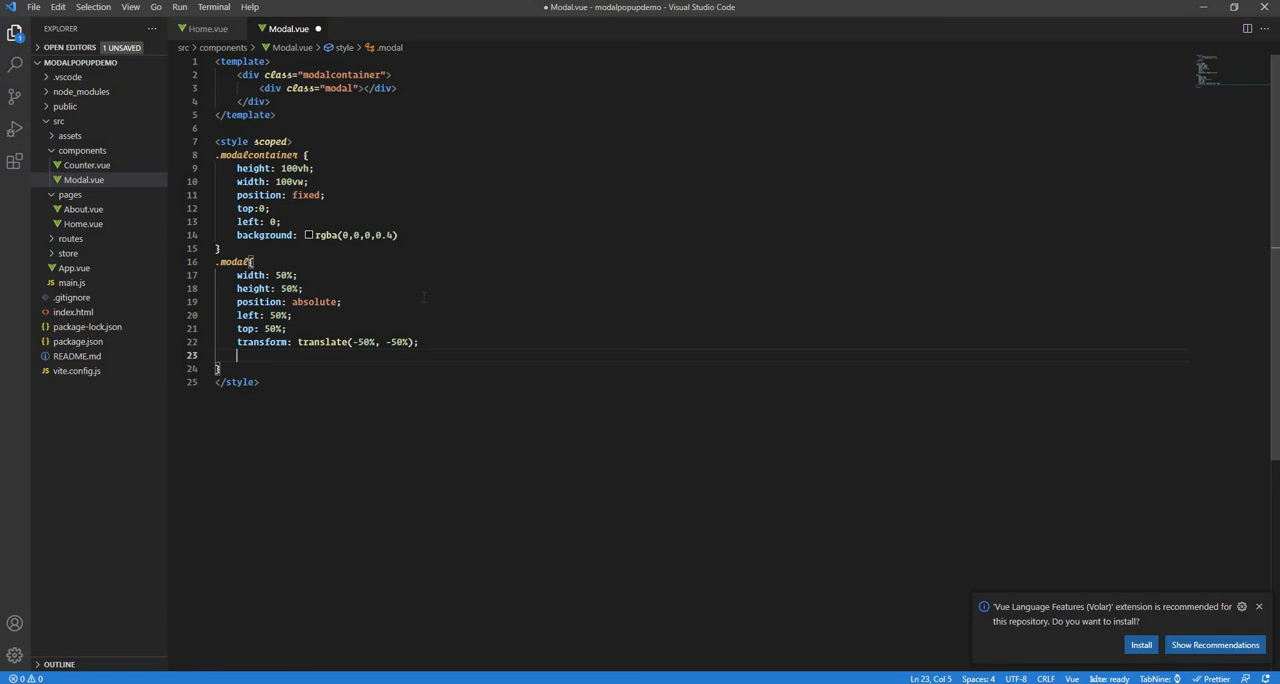 File Edit Selection View Go Run Terminal Help
● Modal.vue - modalpopupdemo - Visual Studio Code
EXPLORER ···
Home.vue
Modal.vue ●
OPEN EDITORS 1 UNSAVED
src > components > Modal.vue > style > .modal
MODALPOPUPDEMO
.vscode
node_modules
public
src
assets
components
Counter.vue
Modal.vue
pages
About.vue
Home.vue
routes
store
App.vue
JS main.js
.gitignore
index.html
{} package-lock.json
{} package.json
README.md
JS vite.config.js
OUTLINE
1
1 <template>
2 <div class="modalcontainer">
3 <div class="modal"></div>
4 </div>
5 </template>
6
7 <style scoped>
8 .modalcontainer {
9 height: 100vh;
10 width: 100vw;
11 position: fixed;
12 top:0;
13 left: 0;
14 background: rgba(0,0,0,0.4)
15 }
16 .modal{
17 width: 50%;
18 height: 50%;
19 position: absolute;
20 left: 50%;
21 top: 50%;
22 transform: translate(-50%, -50%);
23
24 }
25 </style>
'Vue Language Features (Volar)' extension is recommended for
this repository. Do you want to install?
Install Show Recommendations
0 0 Ln 23, Col 5 Spaces: 4 UTF-8 CRLF Vue kite: ready TabNine: Prettier